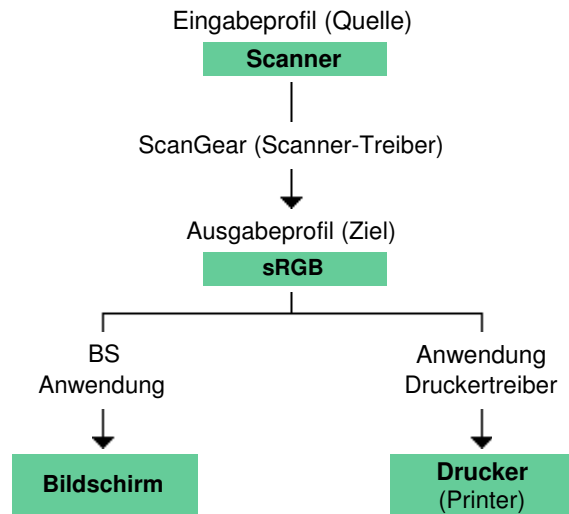 Eingabeprofil (Quelle)
Scanner
ScanGear (Scanner-Treiber)
Ausgabeprofil (Ziel)
sRGB
BS
Anwendung
Anwendung
Druckertreiber
Bildschirm
Drucker
(Printer)